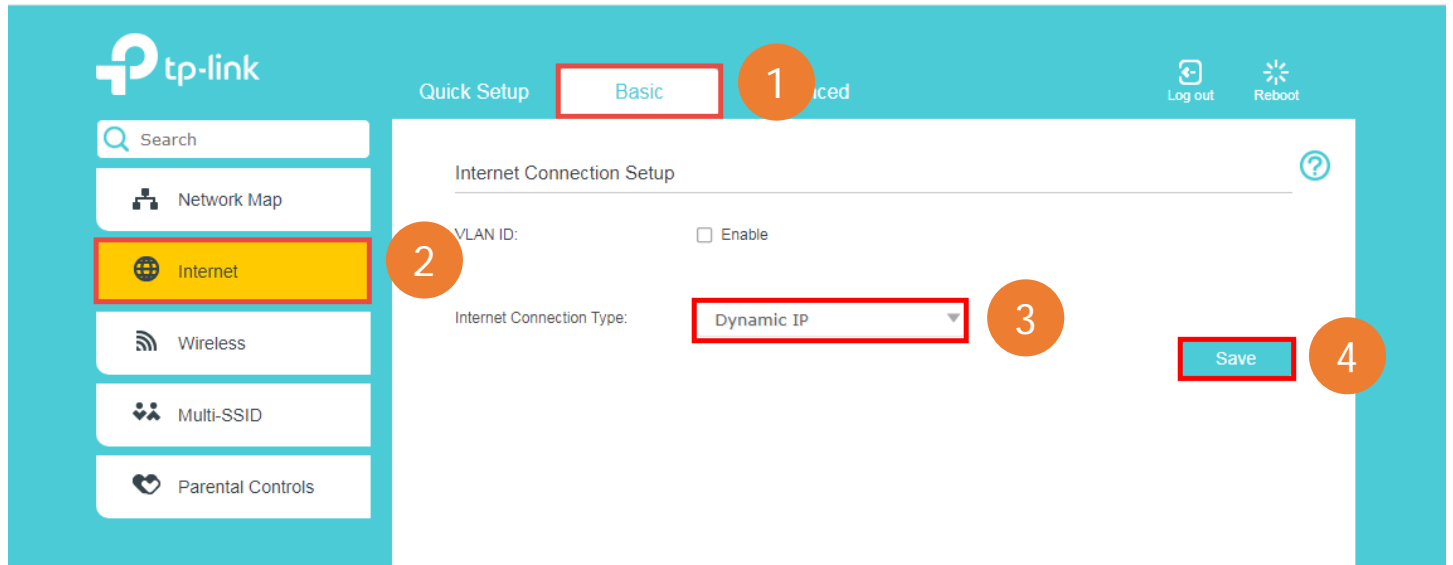 tp-link
Quick Setup Basic 1 nced
Log out Reboot
Search
Network Map
Internet
Wireless
Multi-SSID
Parental Controls
Internet Connection Setup
?
2
VLAN ID: Enable
Internet Connection Type: Dynamic IP 3
Save 4